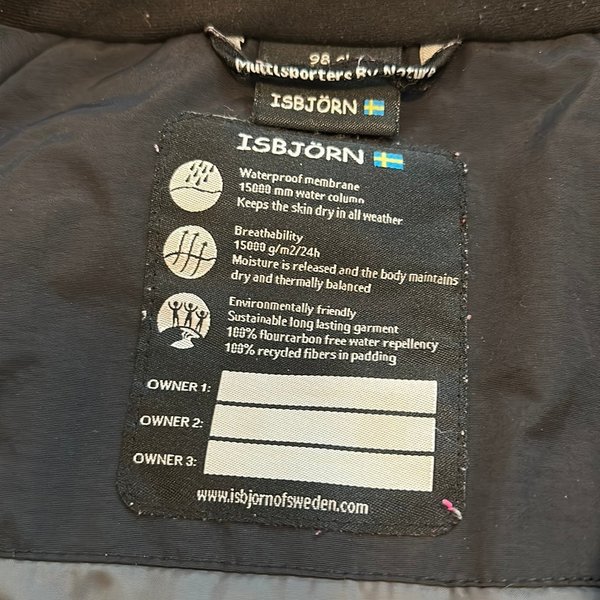 98
Multisporters By Nature
ISBJÖRN
ISBJÖRN
Waterproof membrane
15000 mm water column
Keeps the skin dry in all weather
Breathability
15000 g/m2/24h
Moisture is released and the body maintains
dry and thermally balanced
Environmentally friendly
Sustainable long lasting garment
100% flourcarbon free water repellency
100% recycled fibers in padding
OWNER 1:
OWNER 2:
OWNER 3:
www.isbjornofsweden.com